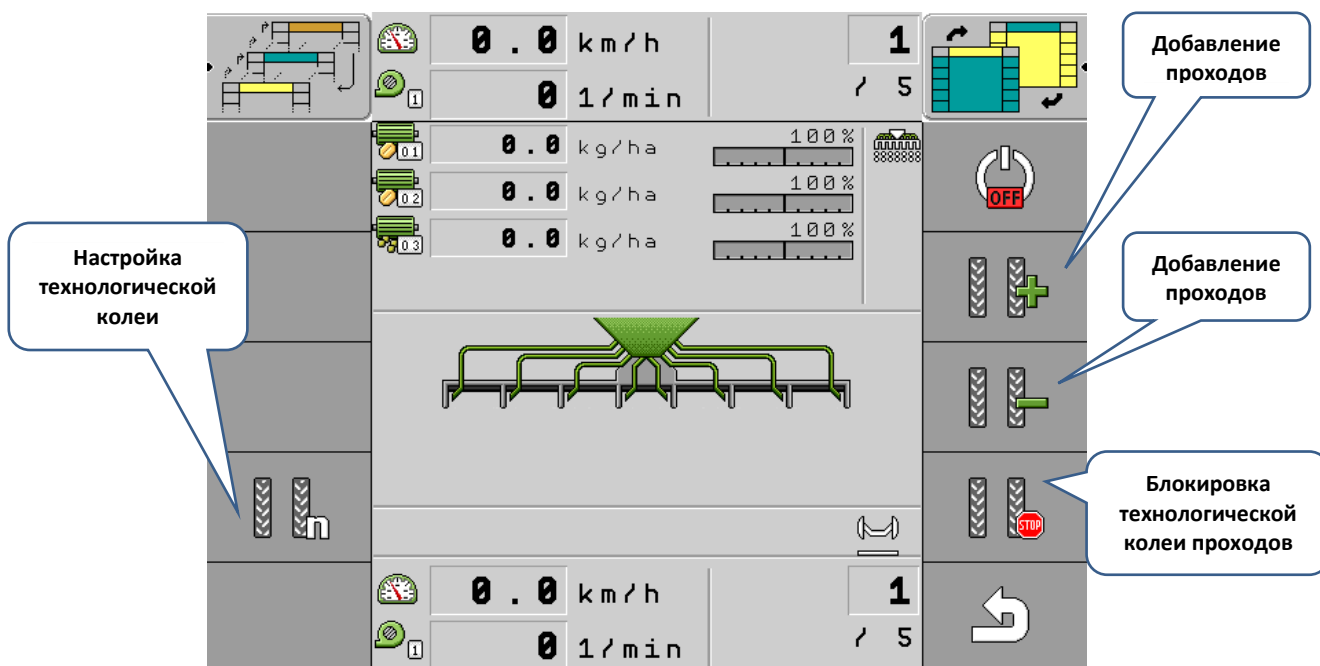 0.0 km/h 1
1 0 1/min / 5
01 0.0 kg/ha 100%
02 0.0 kg/ha 100%
03 0.0 kg/ha 100%
OFF
Добавление
проходов
Настройка
технологической
колеи
Добавление
проходов
n
STOP
Блокировка
технологической
колеи проходов
0.0 km/h 1
1 0 1/min / 5